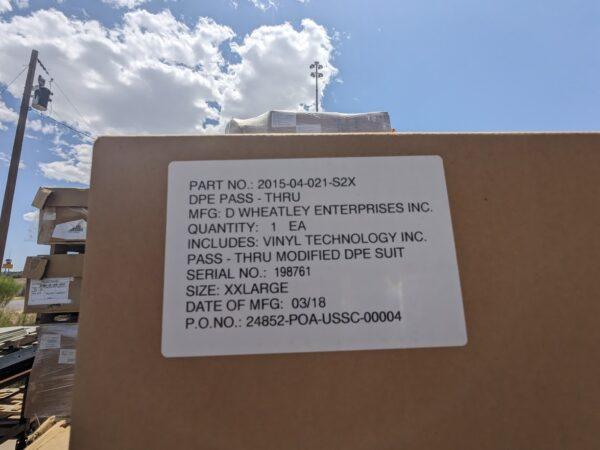 PART NO.: 2015-04-021-S2X
DPE PASS - THRU
MFG: D WHEATLEY ENTERPRISES INC.
QUANTITY: 1 EA
INCLUDES: VINYL TECHNOLOGY INC.
PASS - THRU MODIFIED DPE SUIT
SERIAL NO.: 198761
SIZE: XXLARGE
DATE OF MFG: 03/18
P.O.NO.: 24852-POA-USSC-00004